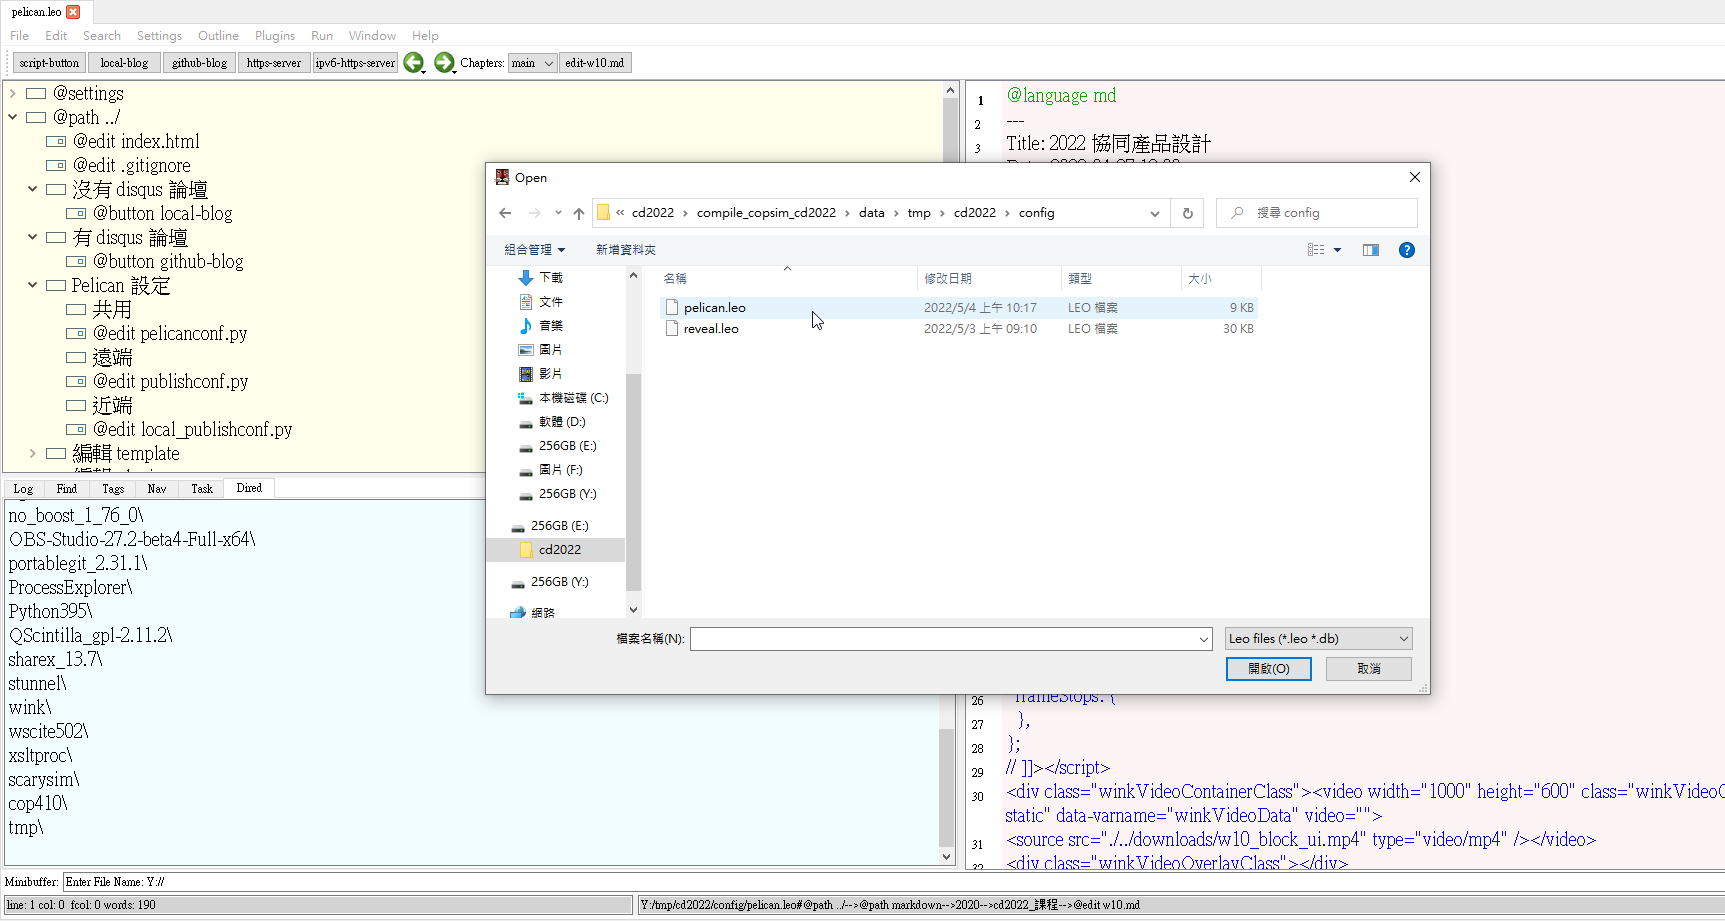 pelican.leo
File Edit Search Settings Outline Plugins Run Window Help
script-button local-blog github-blog https-server ipv6-https-server Chapters: main edit-w10.md
@settings
@path ../
@edit index.html
@edit .gitignore
沒有 disqus 論壇
@button local-blog
有 disqus 論壇
@button github-blog
Pelican 設定
共用
@edit pelicanconf.py
遠端
@edit publishconf.py
近端
@edit local_publishconf.py
編輯 template
Log Find Tags Nav Task Dired
no_boost_1_76_0\
OBS-Studio-27.2-beta4-Full-x64\
portablegit_2.31.1\
ProcessExplorer\
Python395\
QScintilla_gpl-2.11.2\
sharex_13.7\
stunnel\
wink\
wscite502\
xsltproc\
scarysim\
cop410\
tmp\
1 @language md
2 ---
3 Title: 2022 協同產品設計
Open
« cd2022 › compile_copsim_cd2022 › data › tmp › cd2022 › config
搜尋 config
組合管理 新增資料夾
下載
文件
音樂
圖片
影片
本機磁碟 (C:)
軟體 (D:)
256GB (E:)
圖片 (F:)
256GB (Y:)
256GB (E:)
cd2022
256GB (Y:)
網路
名稱 修改日期 類型 大小
pelican.leo 2022/5/4 上午 10:17 LEO 檔案 9 KB
reveal.leo 2022/5/3 上午 09:10 LEO 檔案 30 KB
檔案名稱(N): Leo files (*.leo *.db)
開啟(O) 取消
26 frameStops: {
27 },
28 };
29 // ]]></script>
30 <div class="winkVideoContainerClass"><video width="1000" height="600" class="winkVideoC
static" data-varname="winkVideoData" video="">
31 <source src="./../downloads/w10_block_ui.mp4" type="video/mp4" /></video>
32 <div class="winkVideoOverlayClass"></div>
Minibuffer: Enter File Name: Y://
line: 1 col: 0 fcol: 0 words: 190
Y:/tmp/cd2022/config/pelican.leo#@path ../-->@path markdown-->2020-->cd2022_課程-->@edit w10.md